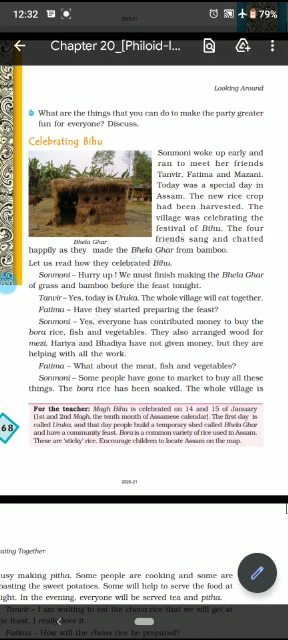 12:32
79%
2020-21
Chapter 20_[Philoid-I...
Looking Around
What are the things that you can do to make the party greater
fun for everyone? Discuss.
Celebrating Bihu
Sonmoni woke up early and
ran to meet her friends
Tanvir, Fatima and Mazani.
Today was a special day in
Assam. The new rice crop
had been harvested. The
village was celebrating the
festival of Bihu. The four
friends sang and chatted
Bhela Ghar
happily as they made the Bhela Ghar from bamboo.
Let us read how they celebrated Bihu.
Sonmoni – Hurry up! We must finish making the Bhela Ghar
of grass and bamboo before the feast tonight.
Tanvir – Yes, today is Uruka. The whole village will eat together.
Fatima – Have they started preparing the feast?
Sonmoni – Yes, everyone has contributed money to buy the
bora rice, fish and vegetables. They also arranged wood for
mezi. Hariya and Bhadiya have not given money, but they are
helping with all the work.
Fatima – What about the meat, fish and vegetables?
Sonmoni – Some people have gone to market to buy all these
things. The bora rice has been soaked. The whole village is
For the teacher: Magh Bihu is celebrated on 14 and 15 of January
(1st and 2nd Magh, the tenth month of Assamese calendar). The first day is
called Uruka, and that day people build a temporary shed called Bhela Ghar
and have a community feast. Bora is a common variety of rice used in Assam.
These are 'sticky' rice. Encourage children to locate Assam on the map.
68
2020-21
ating Together
usy making pitha. Some people are cooking and some are
oasting the sweet potatoes. Some will help to serve the food at
ight. In the evening, everyone will be served tea and pitha.
Tanvir – I am waiting to eat the chona rice that we will get at
he feast. I really love it.
Fatima – How will the chona rice be prepared?